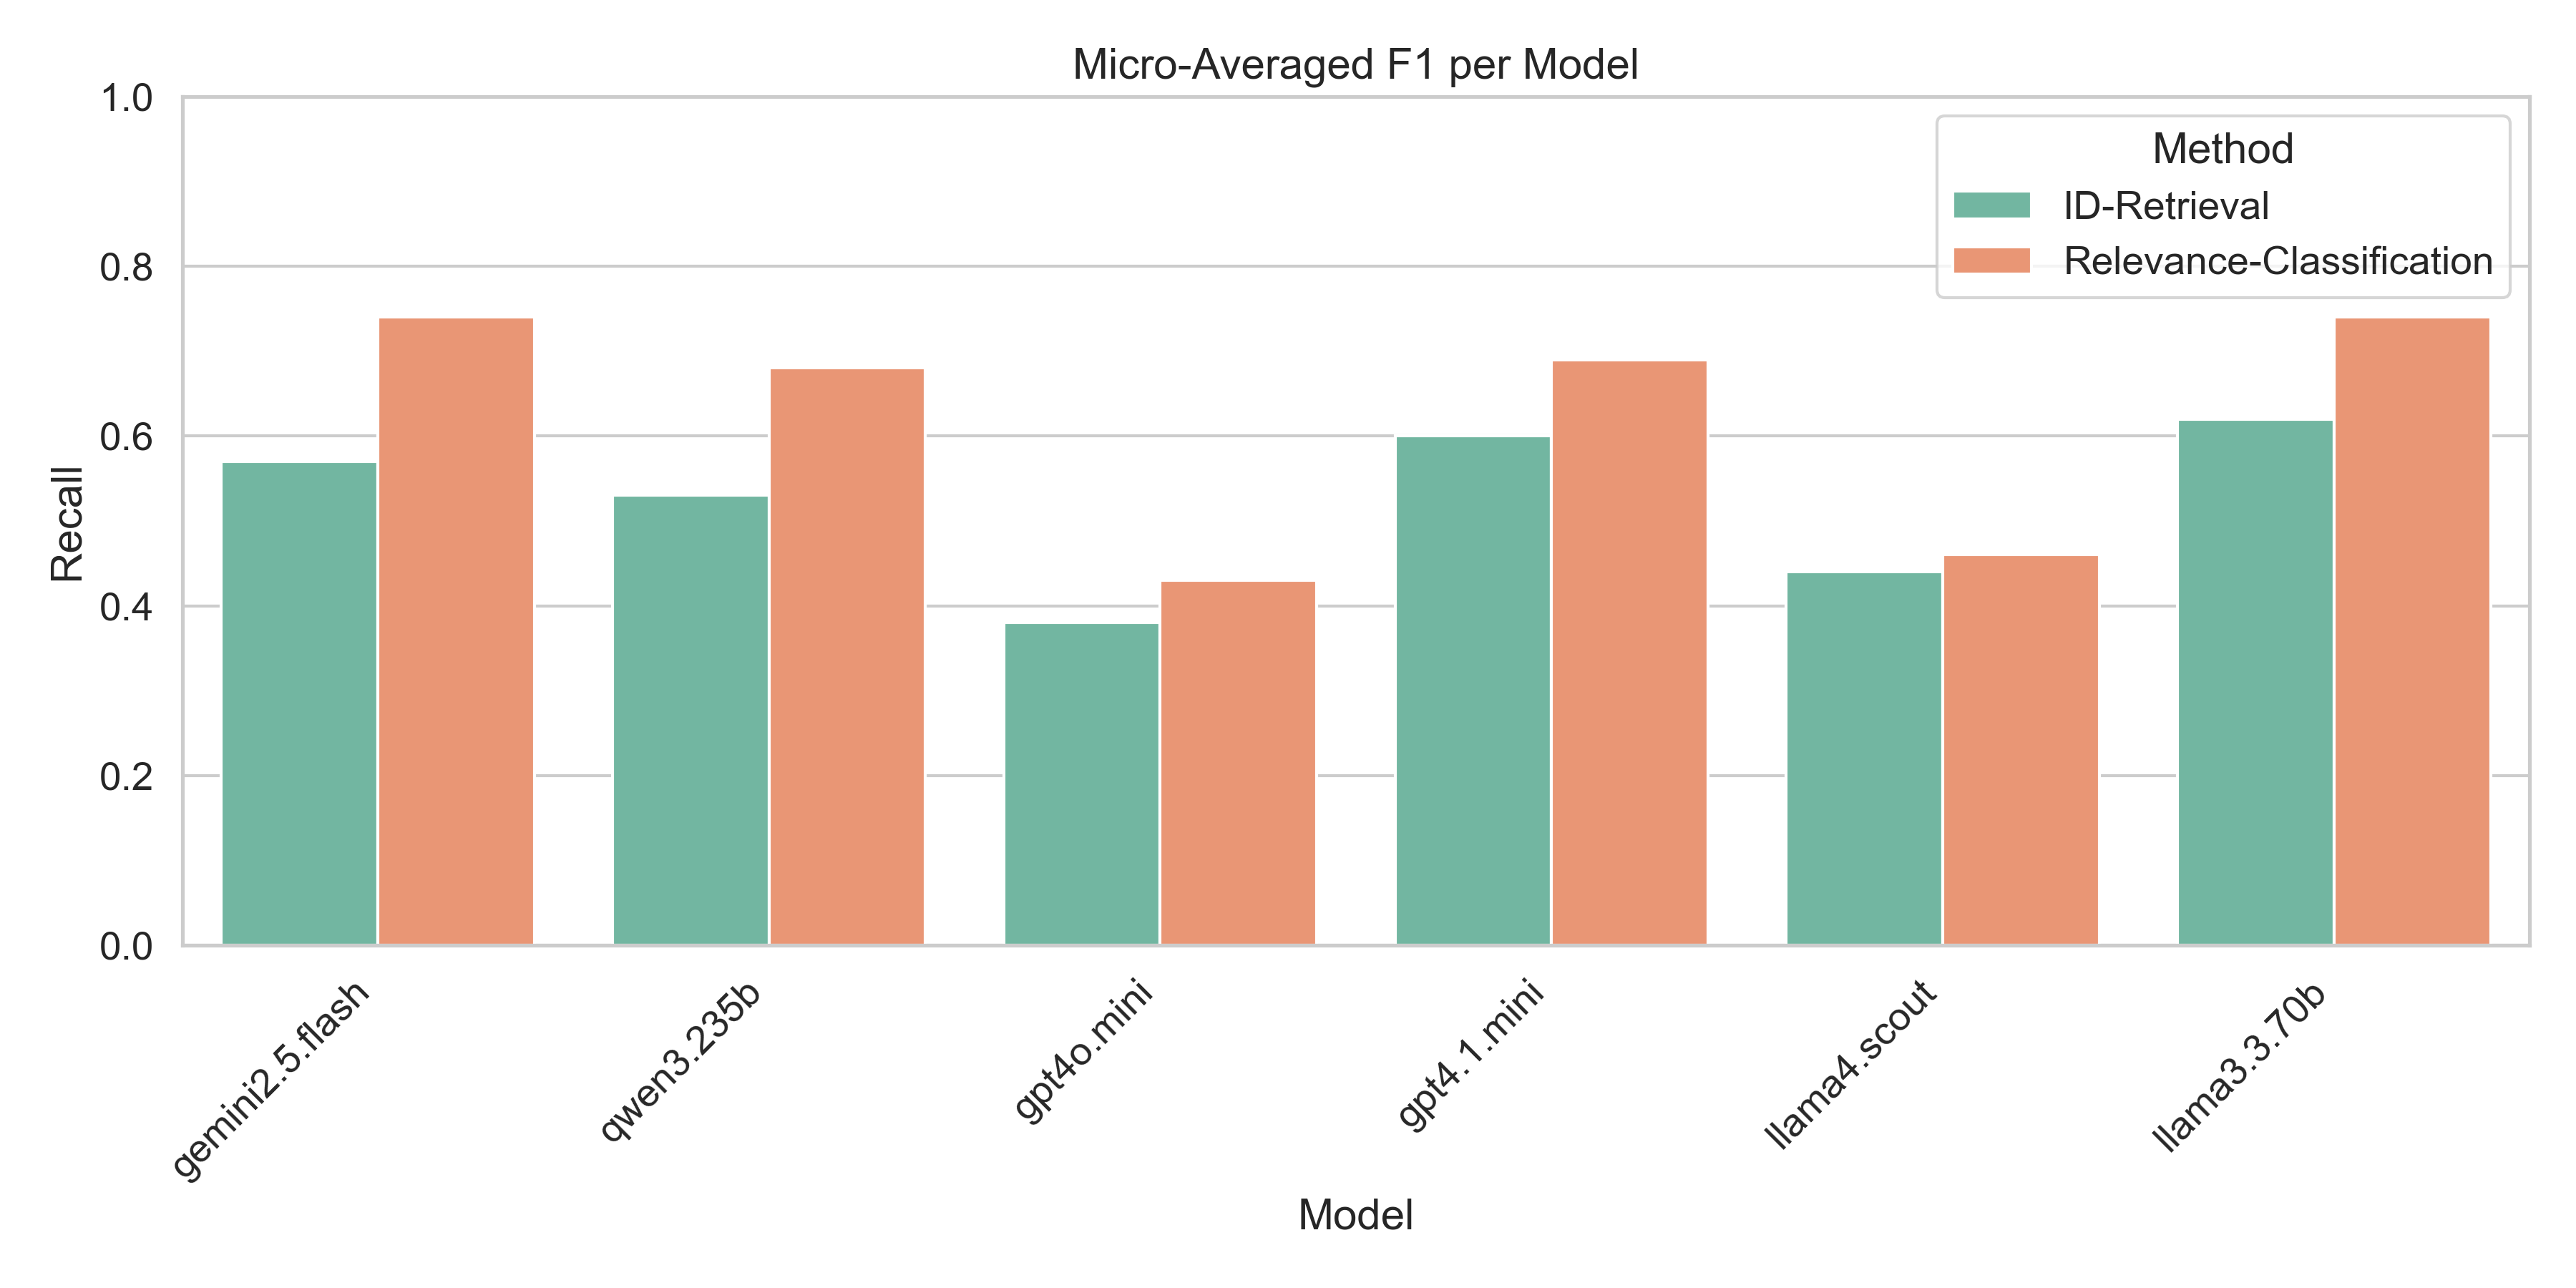 Micro-Averaged F1 per Model
1.0
0.8
0.6
0.4
0.2
0.0
Recall
Method
ID-Retrieval
Relevance-Classification
gemini2.5.flash
qwen3.235b
gpt4o.mini
gpt4.1.mini
llama4.scout
llama3.3.70b
Model